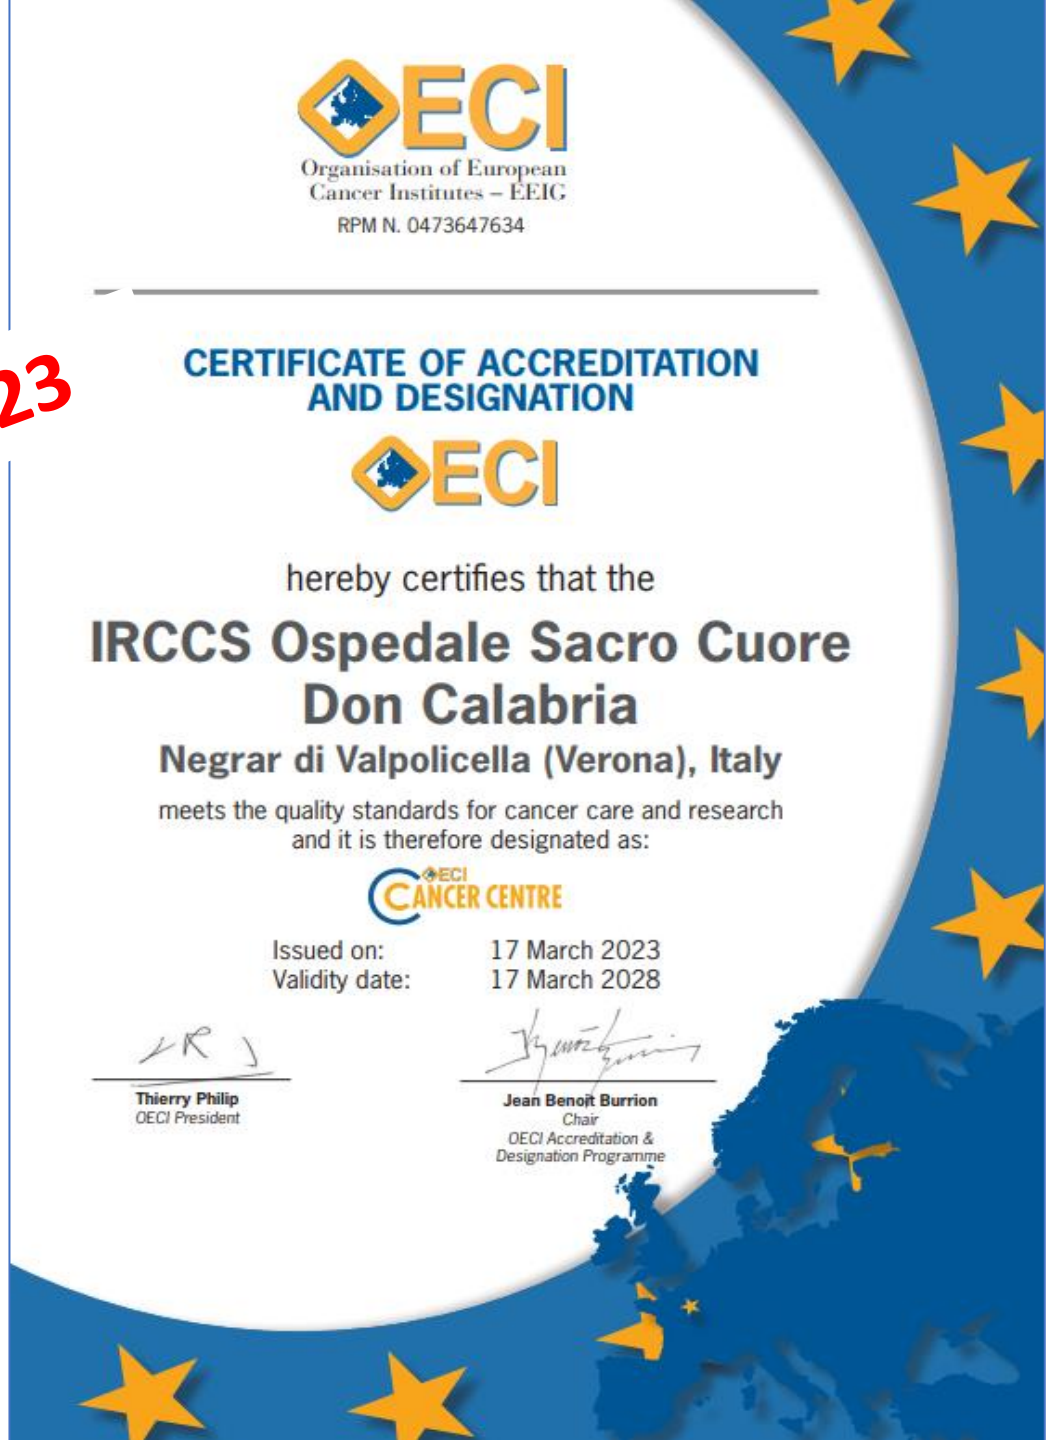 OECI
Organisation of European
Cancer Institutes – EEIG
RPM N. 0473647634
23
CERTIFICATE OF ACCREDITATION
AND DESIGNATION
OECI
hereby certifies that the
IRCCS Ospedale Sacro Cuore
Don Calabria
Negrar di Valpolicella (Verona), Italy
meets the quality standards for cancer care and research
and it is therefore designated as:
OECI
CANCER CENTRE
Issued on: 17 March 2023
Validity date: 17 March 2028
Thierry Philip
OECI President
Jean Benoit Burrion
Chair
OECI Accreditation &
Designation Programme